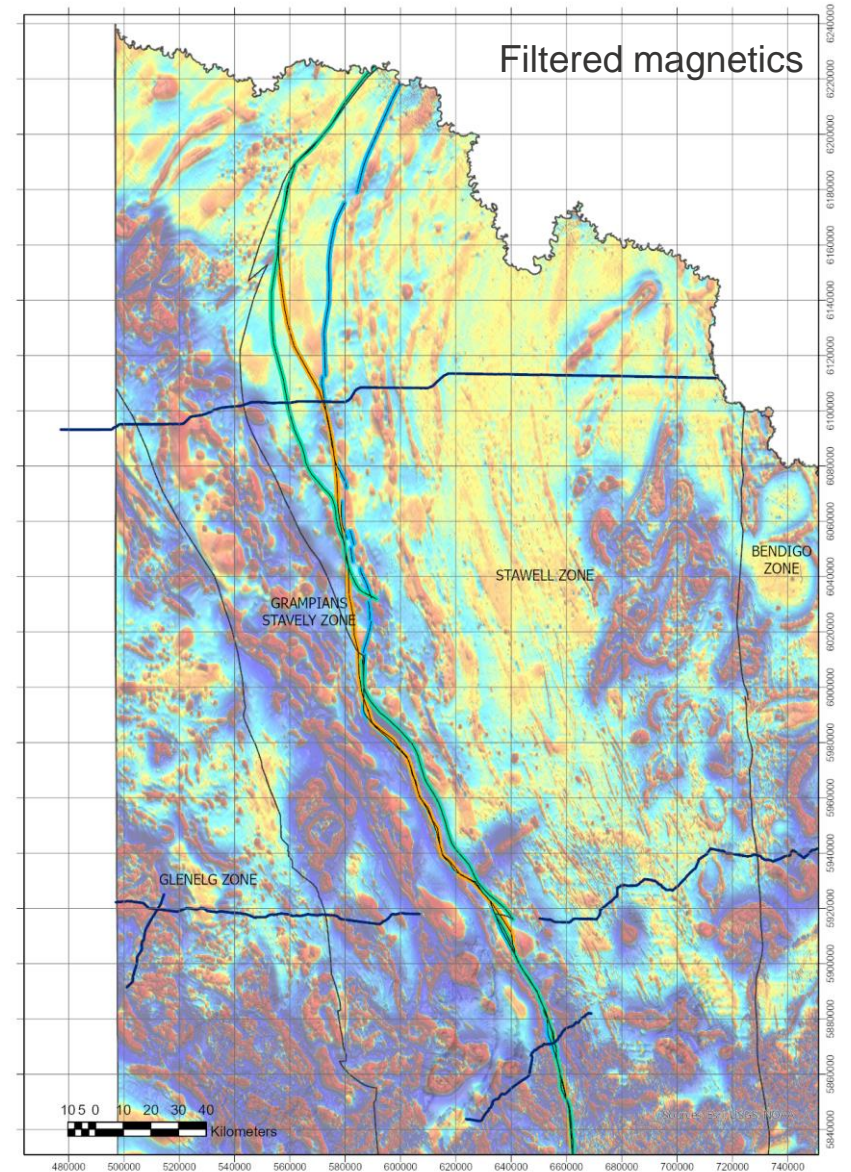 Filtered magnetics
6240000
6220000
6200000
6180000
6160000
6140000
6120000
6100000
6080000
6060000
6040000
6020000
6000000
5980000
5960000
5940000
5920000
5900000
5880000
5860000
5840000
BENDIGO
ZONE
STAWELL ZONE
GRAMPIANS
STAVELY ZONE
GLENELG ZONE
10 5 0 10 20 30 40
Kilometers
480000 500000 520000 540000 560000 580000 600000 620000 640000 660000 680000 700000 720000 740000